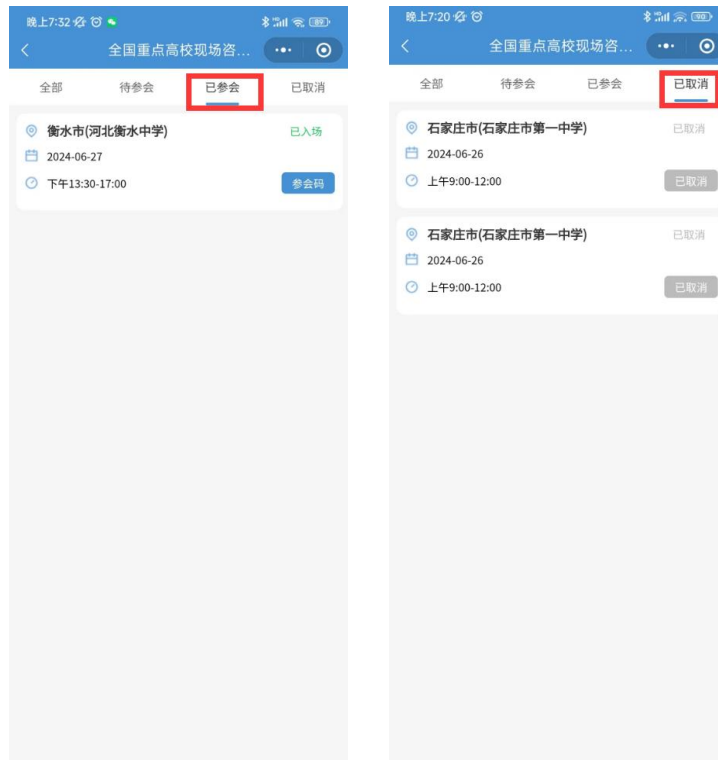 晚上7:32
89
全国重点高校现场咨...
全部 待参会 已参会 已取消
衡水市(河北衡水中学) 已入场
2024-06-27
下午13:30-17:00 参会码
晚上7:20
90
全国重点高校现场咨...
全部 待参会 已参会 已取消
石家庄市(石家庄市第一中学) 已取消
2024-06-26
上午9:00-12:00 已取消
石家庄市(石家庄市第一中学) 已取消
2024-06-26
上午9:00-12:00 已取消